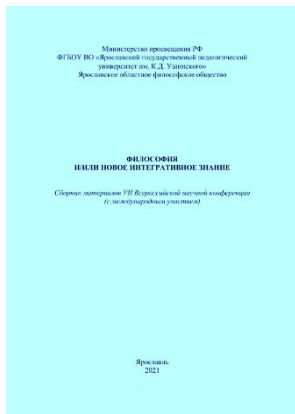 Министерство просвещения РФ
ФГБОУ ВО «Ярославский государственный педагогический
университет им. К.Д. Ушинского»
Ярославское областное философское общество
ФИЛОСОФИЯ
И/ИЛИ НОВОЕ ИНТЕГРАТИВНОЕ ЗНАНИЕ
Сборник материалов VII Всероссийской научной конференции
(с международным участием)
Ярославль
2021